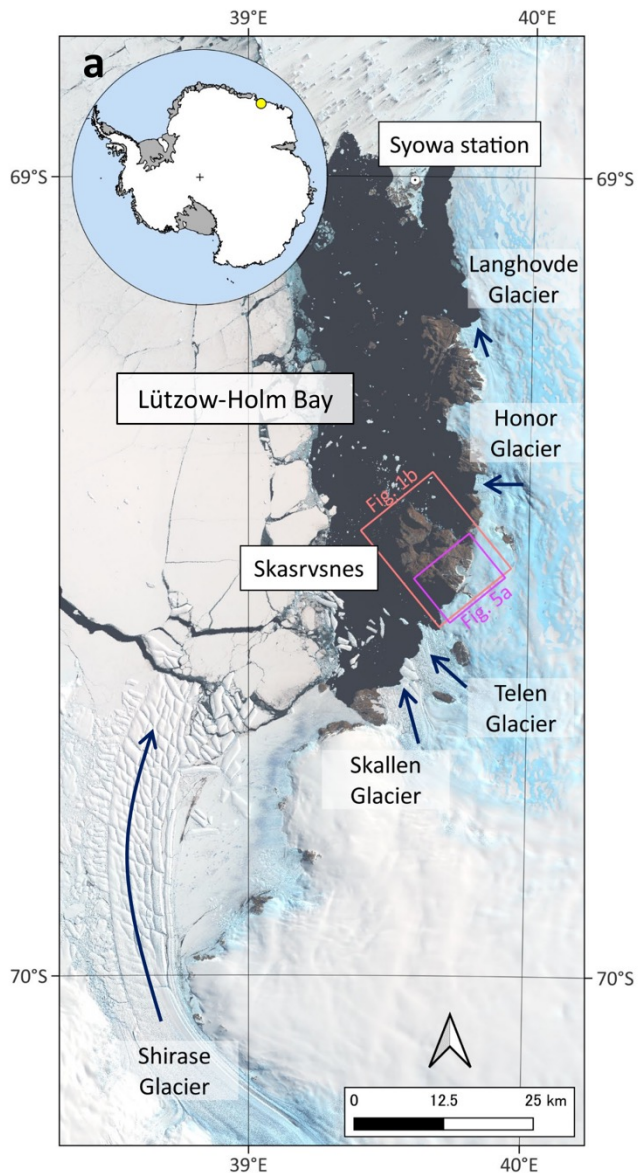 39°E
40°E
a
Syowa station
69°S
69°S
Langhovde
Glacier
Lützow-Holm Bay
Honor
Glacier
Fig. 1b
Skasrvsnes
Fig. 5a
Telen
Glacier
Skallen
Glacier
70°S
70°S
Shirase
Glacier
0
12.5
25 km
39°E
40°E